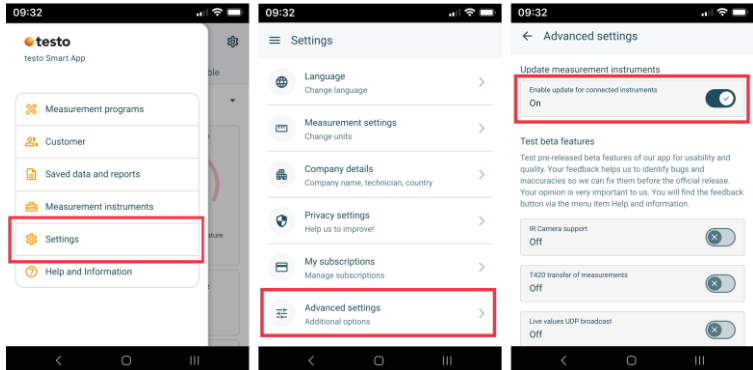 09:32
testo
testo Smart App
ble
Measurement programs
Customer
Saved data and reports
Measurement instruments
ature
Settings
Help and Information
09:32
Settings
Language
Change language
Measurement settings
Change units
Company details
Company name, technician, country
Privacy settings
Help us to improve!
My subscriptions
Manage subscriptions
Advanced settings
Additional options
09:32
Advanced settings
Update measurement instruments
Enable update for connected instruments
On
Test beta features
Test pre-released beta features of our app for usability and
quality. Your feedback helps us to identify bugs and
inaccuracies so we can fix them before the official release.
Your opinion is very important to us. You will find the feedback
button via the menu item Help and information.
IR Camera support
Off
T420 transfer of measurements
Off
Live values UDP broadcast
Off